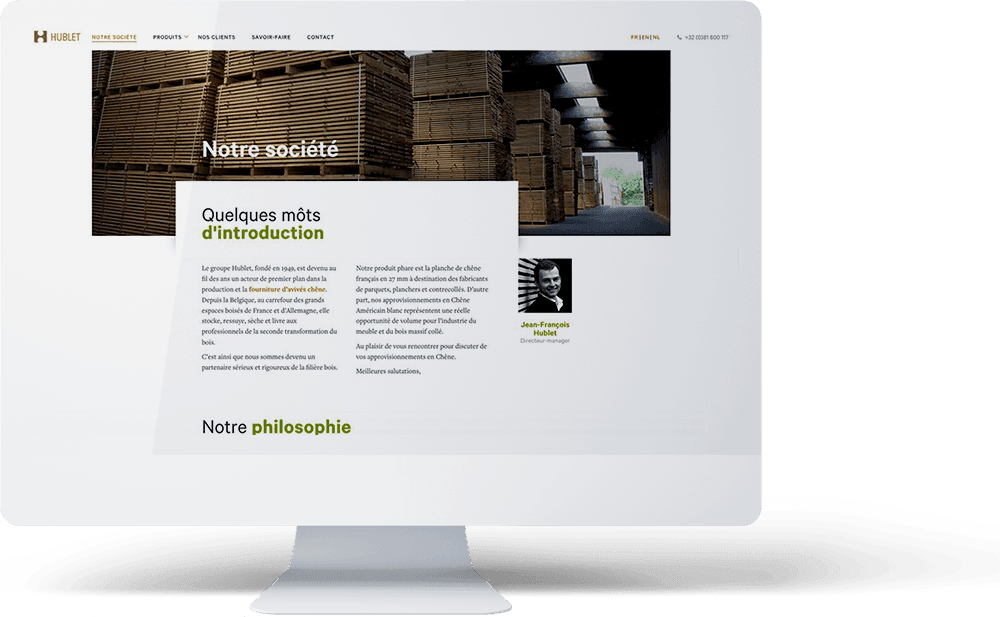 HUBLET
NOTRE SOCIÉTÉ
PRODUITS
NOS CLIENTS
SAVOIR-FAIRE
CONTACT
FR|EN|NL
+32 (0)81 600 117
Notre société
Quelques môts
d'introduction
Le groupe Hublet, fondé en 1949, est devenu au
fil des ans un acteur de premier plan dans la
production et la fourniture d'avivés chêne.
Depuis la Belgique, au carrefour des grands
espaces boisés de France et d'Allemagne, elle
stocke, ressuye, sèche et livre aux
professionnels de la seconde transformation du
bois.
C'est ainsi que nous sommes devenu un
partenaire sérieux et rigoureux de la filière bois.
Notre produit phare est la planche de chêne
français en 27 mm à destination des fabricants
de parquets, planchers et contrecollés. D'autre
part, nos approvisionnements en Chêne
Américain blanc représentent une réelle
opportunité de volume pour l'industrie du
meuble et du bois massif collé.
Au plaisir de vous rencontrer pour discuter de
vos approvisionnements en Chêne.
Meilleures salutations,
Jean-François
Hublet
Directeur-manager
Notre philosophie